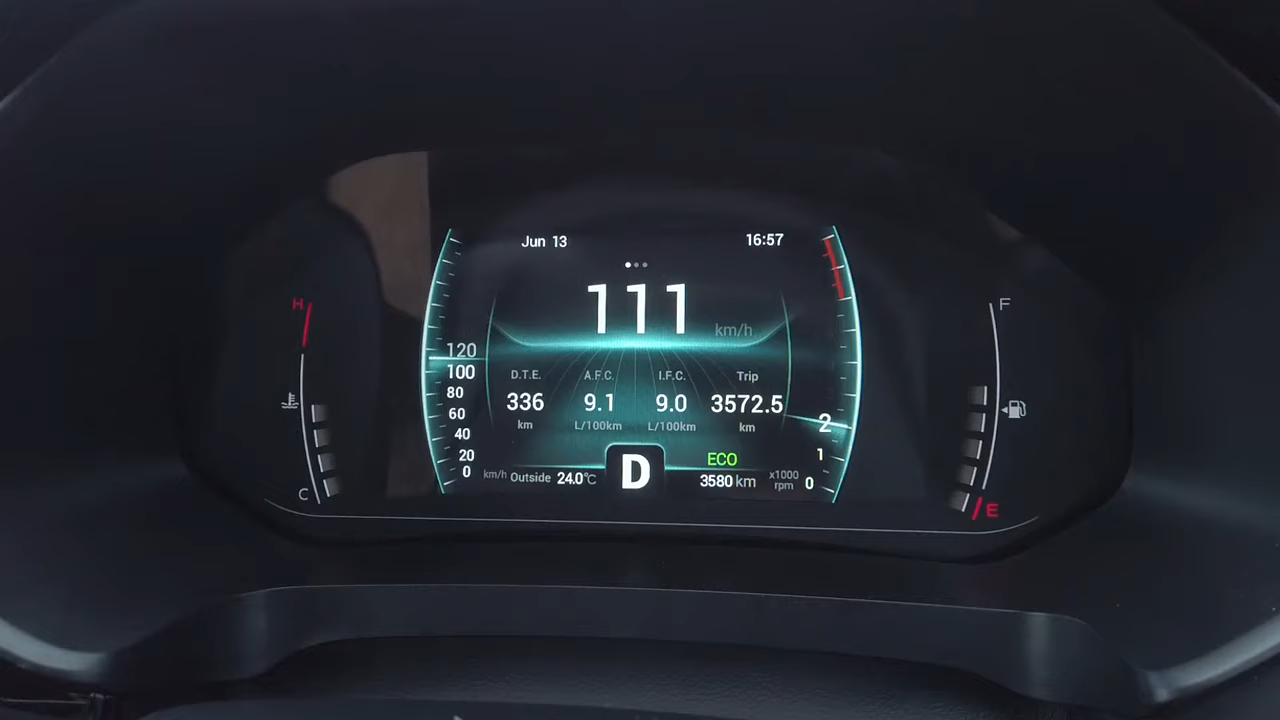 Jun 13
16:57
111 km/h
H
F
120
100
80
60
40
20
0
km/h
D.T.E.
336
km
A.F.C.
9.1
L/100km
I.F.C.
9.0
L/100km
Trip
3572.5
km
2
1
0
x1000
rpm
Outside 24.0℃
D
ECO
3580 km
C
E